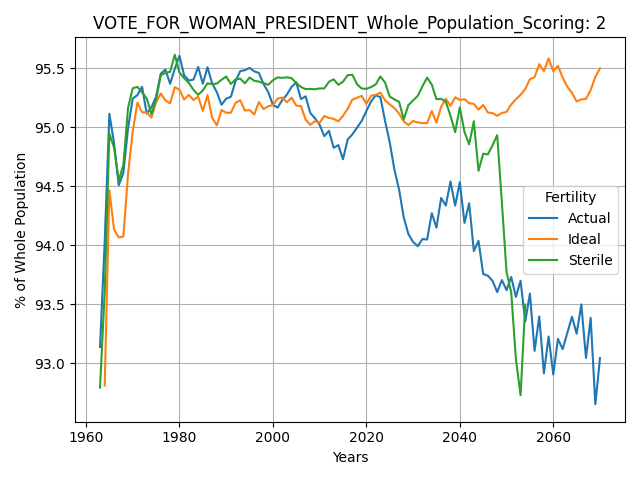 VOTE_FOR_WOMAN_PRESIDENT_Whole_Population_Scoring: 2
% of Whole Population
95.5
95.0
94.5
94.0
93.5
93.0
Fertility
Actual
Ideal
Sterile
1960 1980 2000 2020 2040 2060
Years